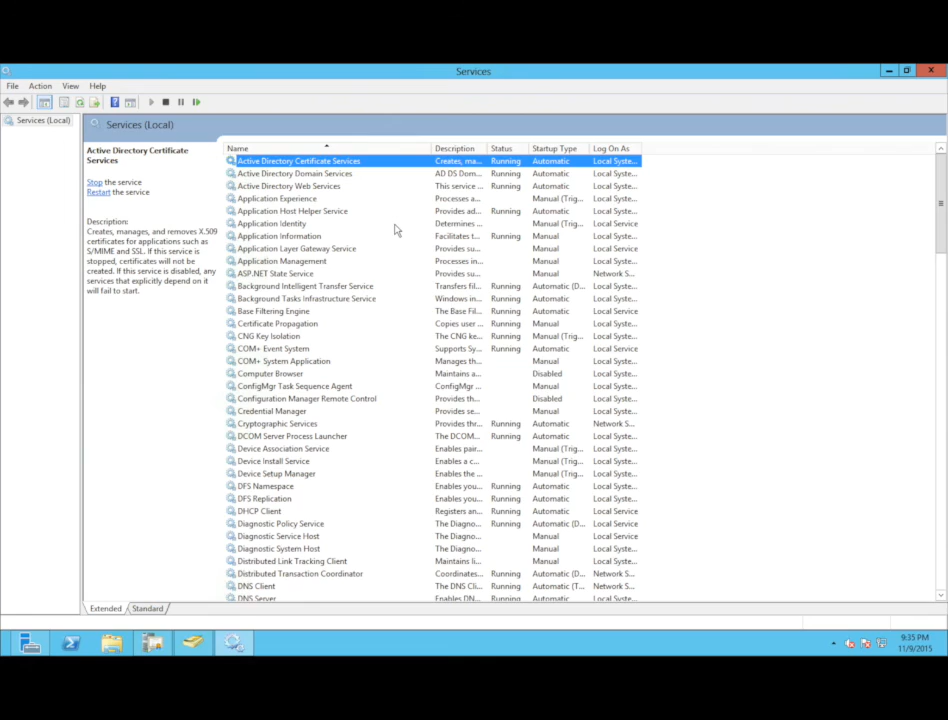 Services
File Action View Help
Services (Local)
Services (Local)
Active Directory Certificate
Services
Stop the service
Restart the service
Description:
Creates, manages, and removes X.509
certificates for applications such as
S/MIME and SSL. If this service is
stopped, certificates will not be
created. If this service is disabled, any
services that explicitly depend on it
will fail to start.
Name Description Status Startup Type Log On As
Active Directory Certificate Services Creates, ma... Running Automatic Local Syste...
Active Directory Domain Services AD DS Dom... Running Automatic Local Syste...
Active Directory Web Services This service ... Running Automatic Local Syste...
Application Experience Processes a... Manual (Trig... Local Syste...
Application Host Helper Service Provides ad... Running Automatic Local Syste...
Application Identity Determines ... Manual (Trig... Local Service
Application Information Facilitates t... Running Manual Local Syste...
Application Layer Gateway Service Provides su... Manual Local Service
Application Management Processes in... Manual Local Syste...
ASP.NET State Service Provides su... Manual Network S...
Background Intelligent Transfer Service Transfers fil... Running Automatic (D... Local Syste...
Background Tasks Infrastructure Service Windows in... Running Automatic Local Syste...
Base Filtering Engine The Base Fil... Running Automatic Local Service
Certificate Propagation Copies user ... Running Manual Local Syste...
CNG Key Isolation The CNG ke... Running Manual (Trig... Local Syste...
COM+ Event System Supports Sy... Running Automatic Local Service
COM+ System Application Manages th... Manual Local Syste...
Computer Browser Maintains a... Disabled Local Syste...
ConfigMgr Task Sequence Agent ConfigMgr ... Manual Local Syste...
Configuration Manager Remote Control Provides th... Disabled Local Syste...
Credential Manager Provides se... Manual Local Syste...
Cryptographic Services Provides thr... Running Automatic Network S...
DCOM Server Process Launcher The DCOM... Running Automatic Local Syste...
Device Association Service Enables pair... Manual (Trig... Local Syste...
Device Install Service Enables a c... Manual (Trig... Local Syste...
Device Setup Manager Enables the ... Manual (Trig... Local Syste...
DFS Namespace Enables you... Running Automatic Local Syste...
DFS Replication Enables you... Running Automatic Local Syste...
DHCP Client Registers an... Running Automatic Local Service
Diagnostic Policy Service The Diagno... Running Automatic (D... Local Service
Diagnostic Service Host The Diagno... Manual Local Service
Diagnostic System Host The Diagno... Manual Local Syste...
Distributed Link Tracking Client Maintains li... Manual Local Syste...
Distributed Transaction Coordinator Coordinates... Running Automatic (D... Network S...
DNS Client The DNS Cli... Running Automatic (T... Network S...
DNS Server Enables DN... Running Automatic Local Syste...
Extended Standard
9:35 PM
11/9/2015